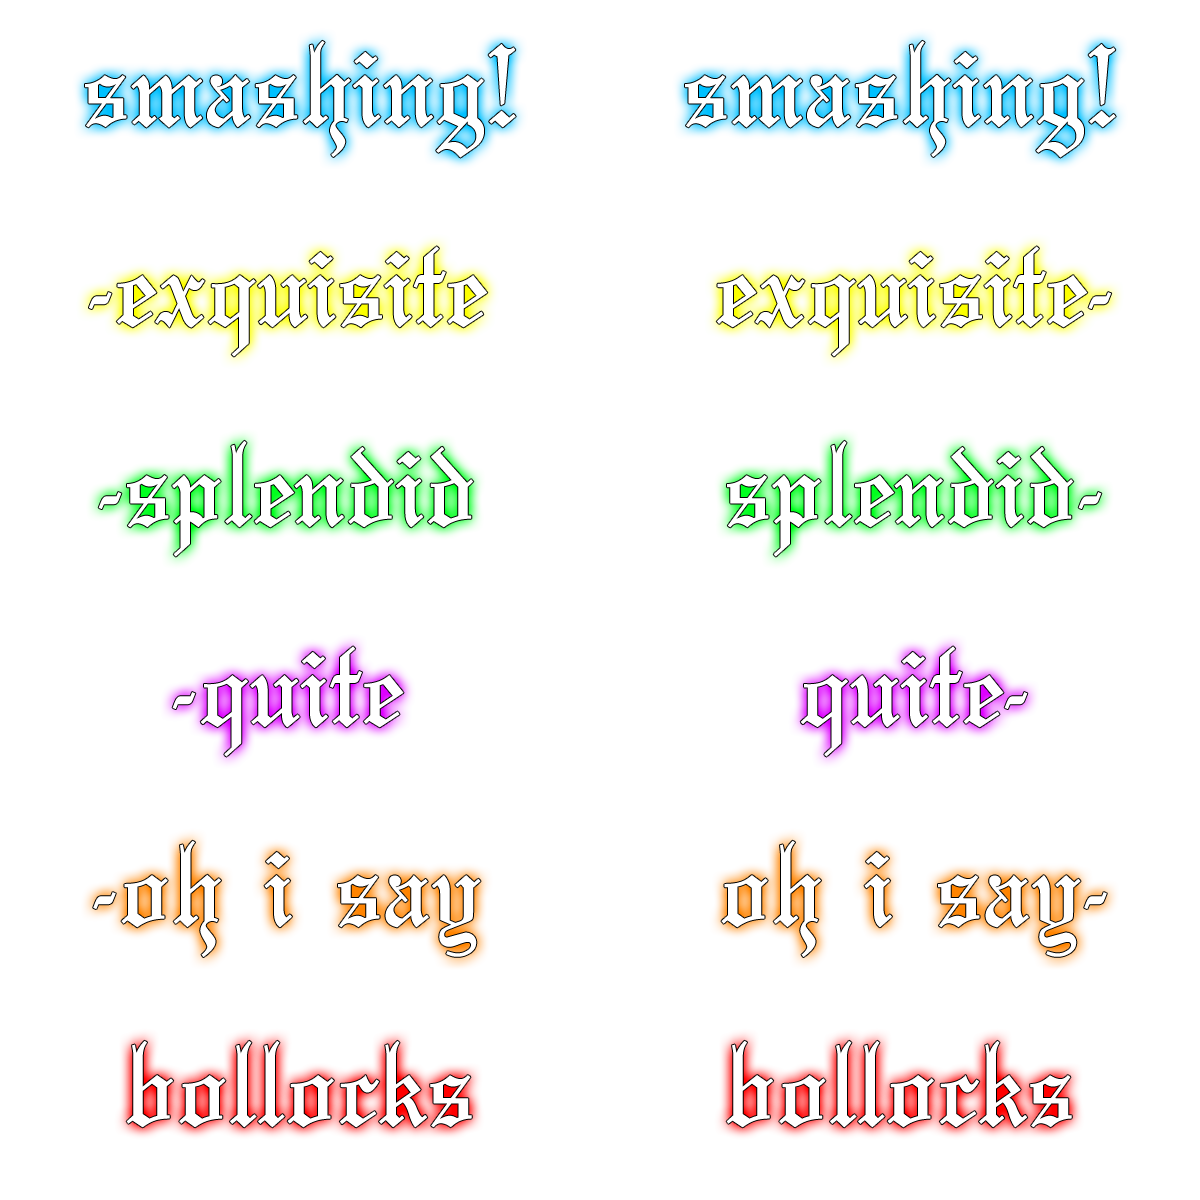 smashing! smashing!
-exquisite exquisite-
-splendid splendid-
-quite quite-
-oh i say oh i say-
bollocks bollocks